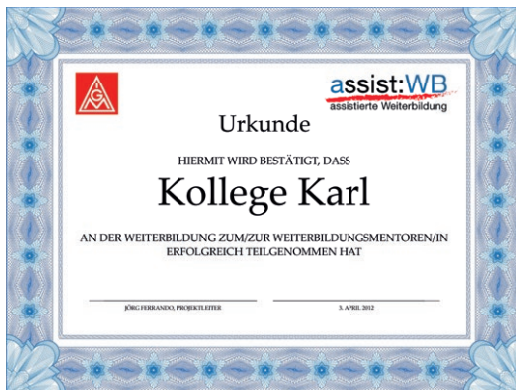 IGM
assist:WB
assistierte Weiterbildung
Urkunde
HIERMIT WIRD BESTÄTIGT, DASS
Kollege Karl
AN DER WEITERBILDUNG ZUM/ZUR WEITERBILDUNGSMENTOREN/IN
ERFOLGREICH TEILGENOMMEN HAT
JÖRG FERRANDO, PROJEKTLEITER
3. APRIL 2012